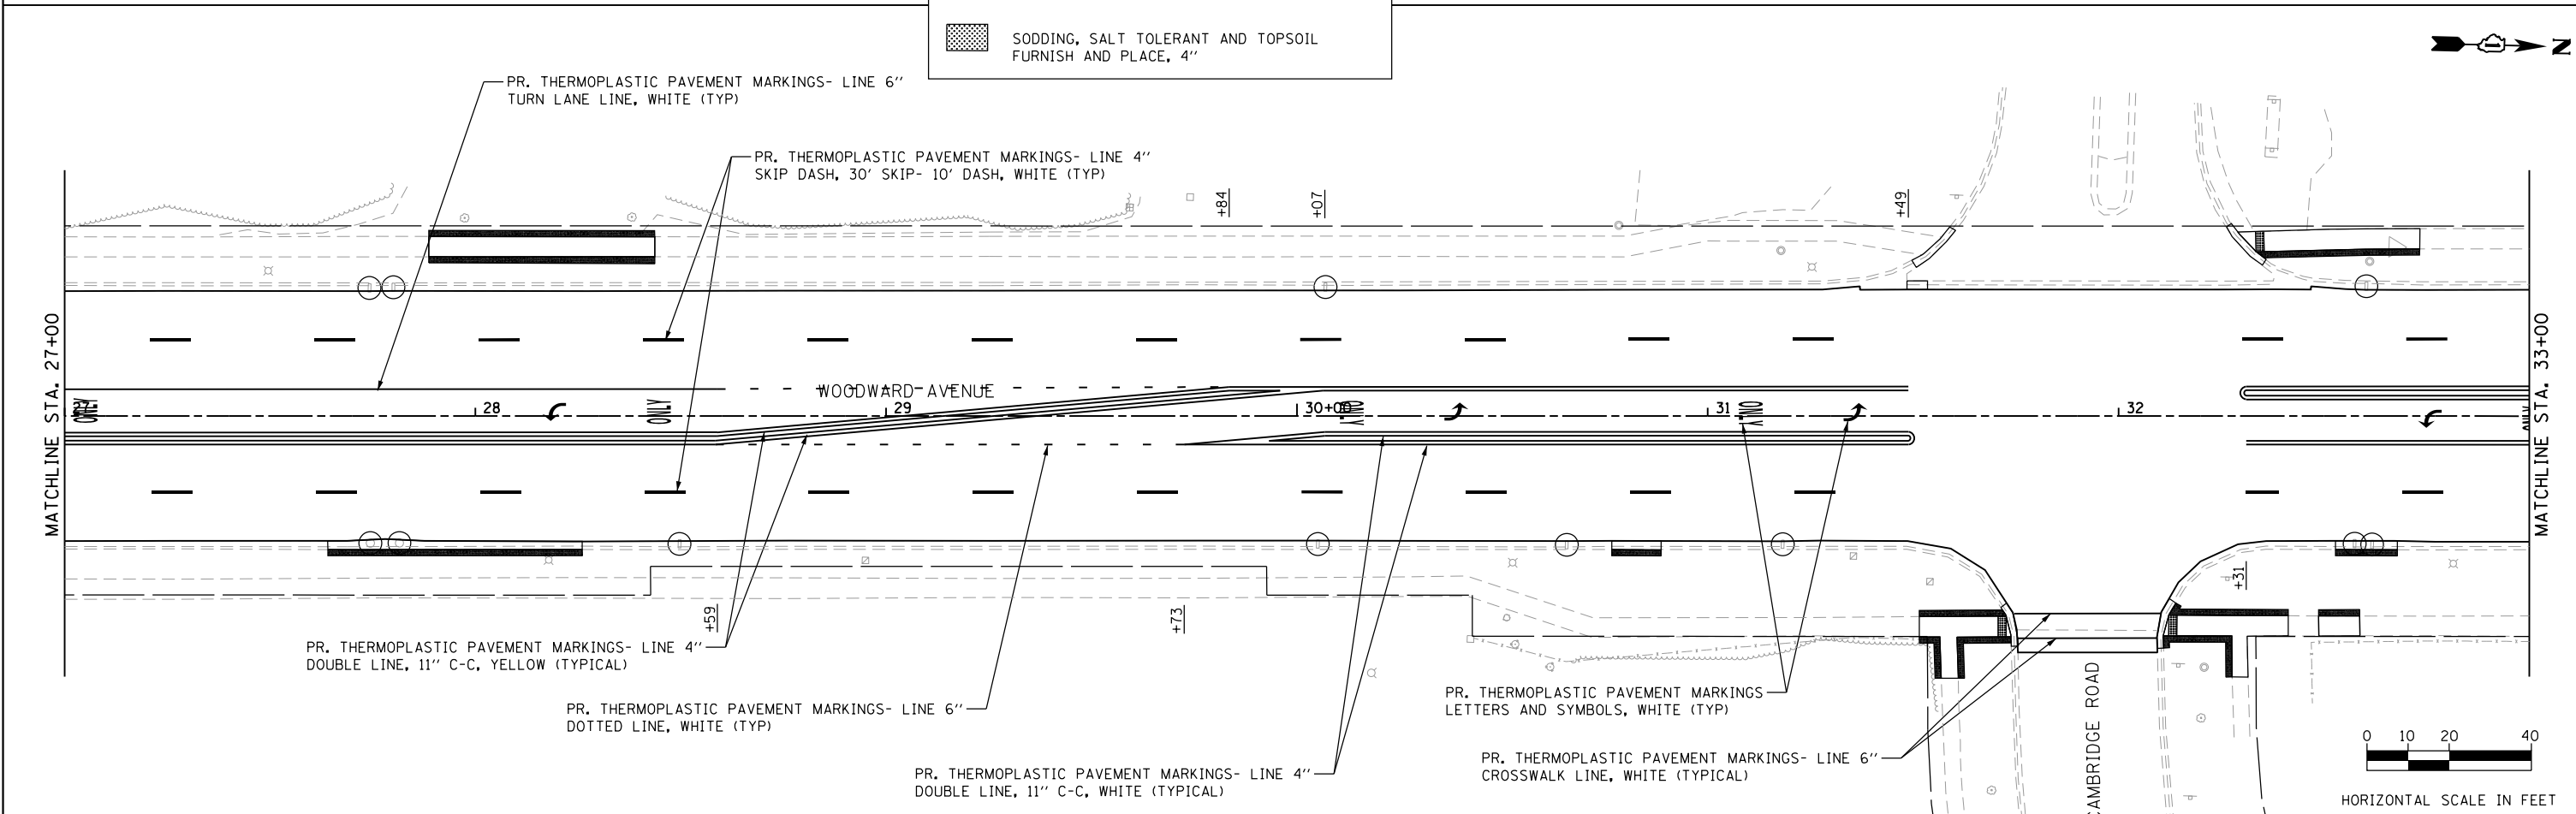 SODDING, SALT TOLERANT AND TOPSOIL
FURNISH AND PLACE, 4''
N
PR. THERMOPLASTIC PAVEMENT MARKINGS- LINE 6''
TURN LANE LINE, WHITE (TYP)
PR. THERMOPLASTIC PAVEMENT MARKINGS- LINE 4''
SKIP DASH, 30' SKIP- 10' DASH, WHITE (TYP)
+84
+07
+49
MATCHLINE STA. 27+00
WOODWARD AVENUE
27
ONLY
28
ONLY
29
30+00
ONLY
31
ONLY
32
MATCHLINE STA. 33+00
+59
+73
+31
PR. THERMOPLASTIC PAVEMENT MARKINGS- LINE 4''
DOUBLE LINE, 11'' C-C, YELLOW (TYPICAL)
PR. THERMOPLASTIC PAVEMENT MARKINGS- LINE 6''
DOTTED LINE, WHITE (TYP)
PR. THERMOPLASTIC PAVEMENT MARKINGS- LINE 4''
DOUBLE LINE, 11'' C-C, WHITE (TYPICAL)
PR. THERMOPLASTIC PAVEMENT MARKINGS
LETTERS AND SYMBOLS, WHITE (TYP)
PR. THERMOPLASTIC PAVEMENT MARKINGS- LINE 6''
CROSSWALK LINE, WHITE (TYPICAL)
CAMBRIDGE ROAD
0 10 20 40
HORIZONTAL SCALE IN FEET